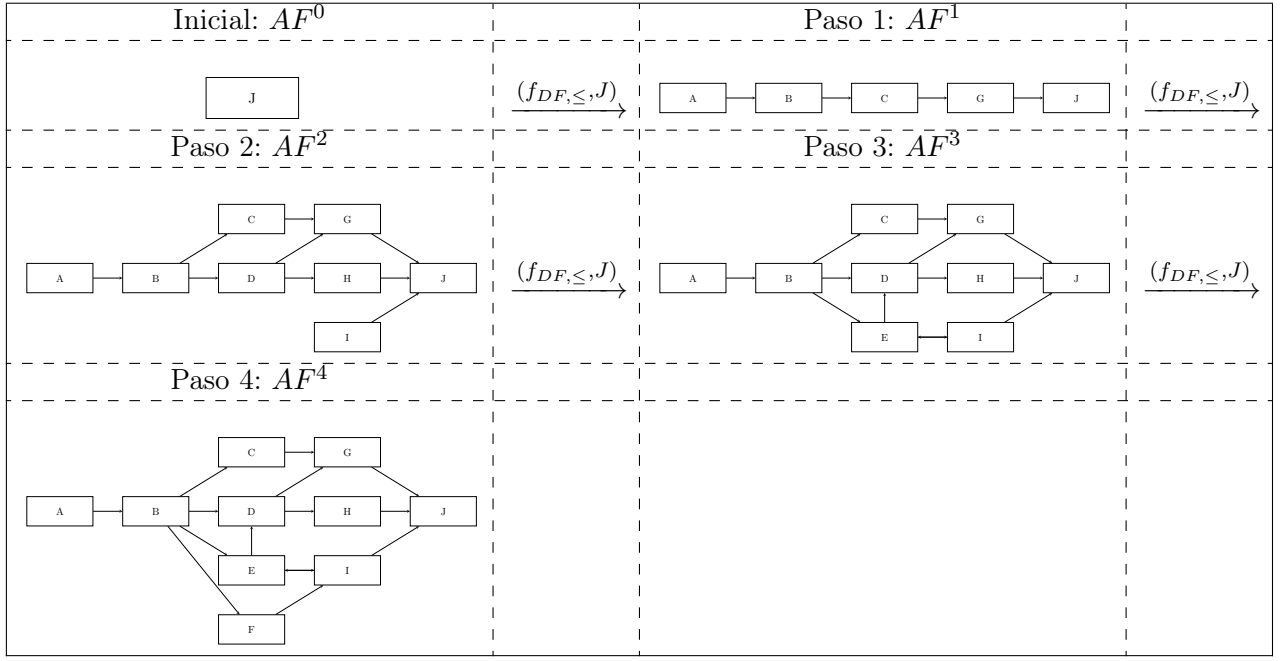 Inicial: AF^0
Paso 1: AF^1
J
(f_{DF,≤},J)
A B C G J
(f_{DF,≤},J)
Paso 2: AF^2
Paso 3: AF^3
C G
A B D H J
I
(f_{DF,≤},J)
C G
A B D H J
E I
(f_{DF,≤},J)
Paso 4: AF^4
C G
A B D H J
E I
F